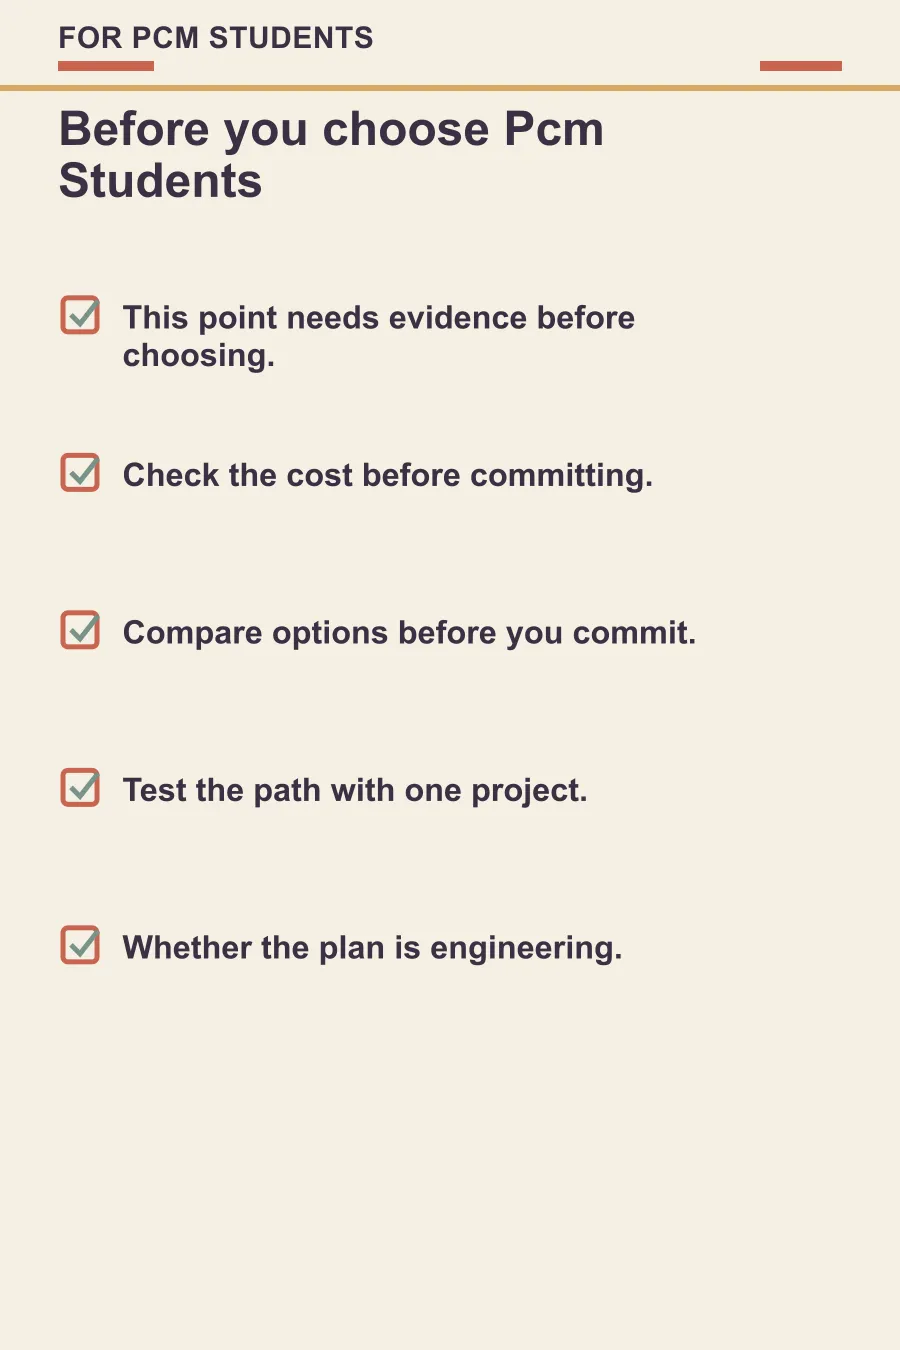 FOR PCM STUDENTS
Before you choose Pcm
Students
This point needs evidence before
choosing.
Check the cost before committing.
Compare options before you commit.
Test the path with one project.
Whether the plan is engineering.